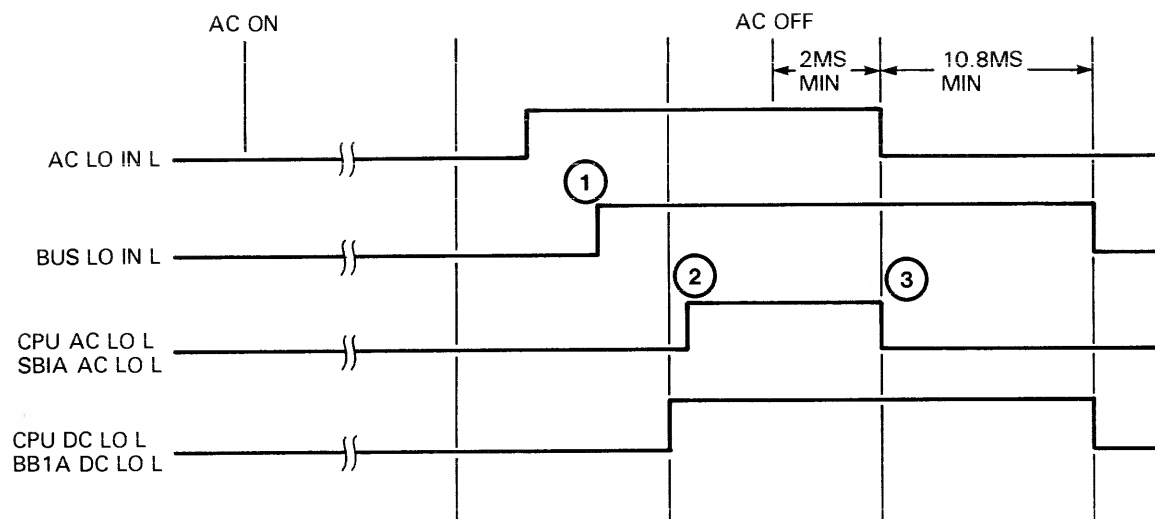 AC ON
AC OFF
2MS
MIN
10.8MS
MIN
AC LO IN L
1
BUS LO IN L
2
3
CPU AC LO L
SBIA AC LO L
CPU DC LO L
BB1A DC LO L